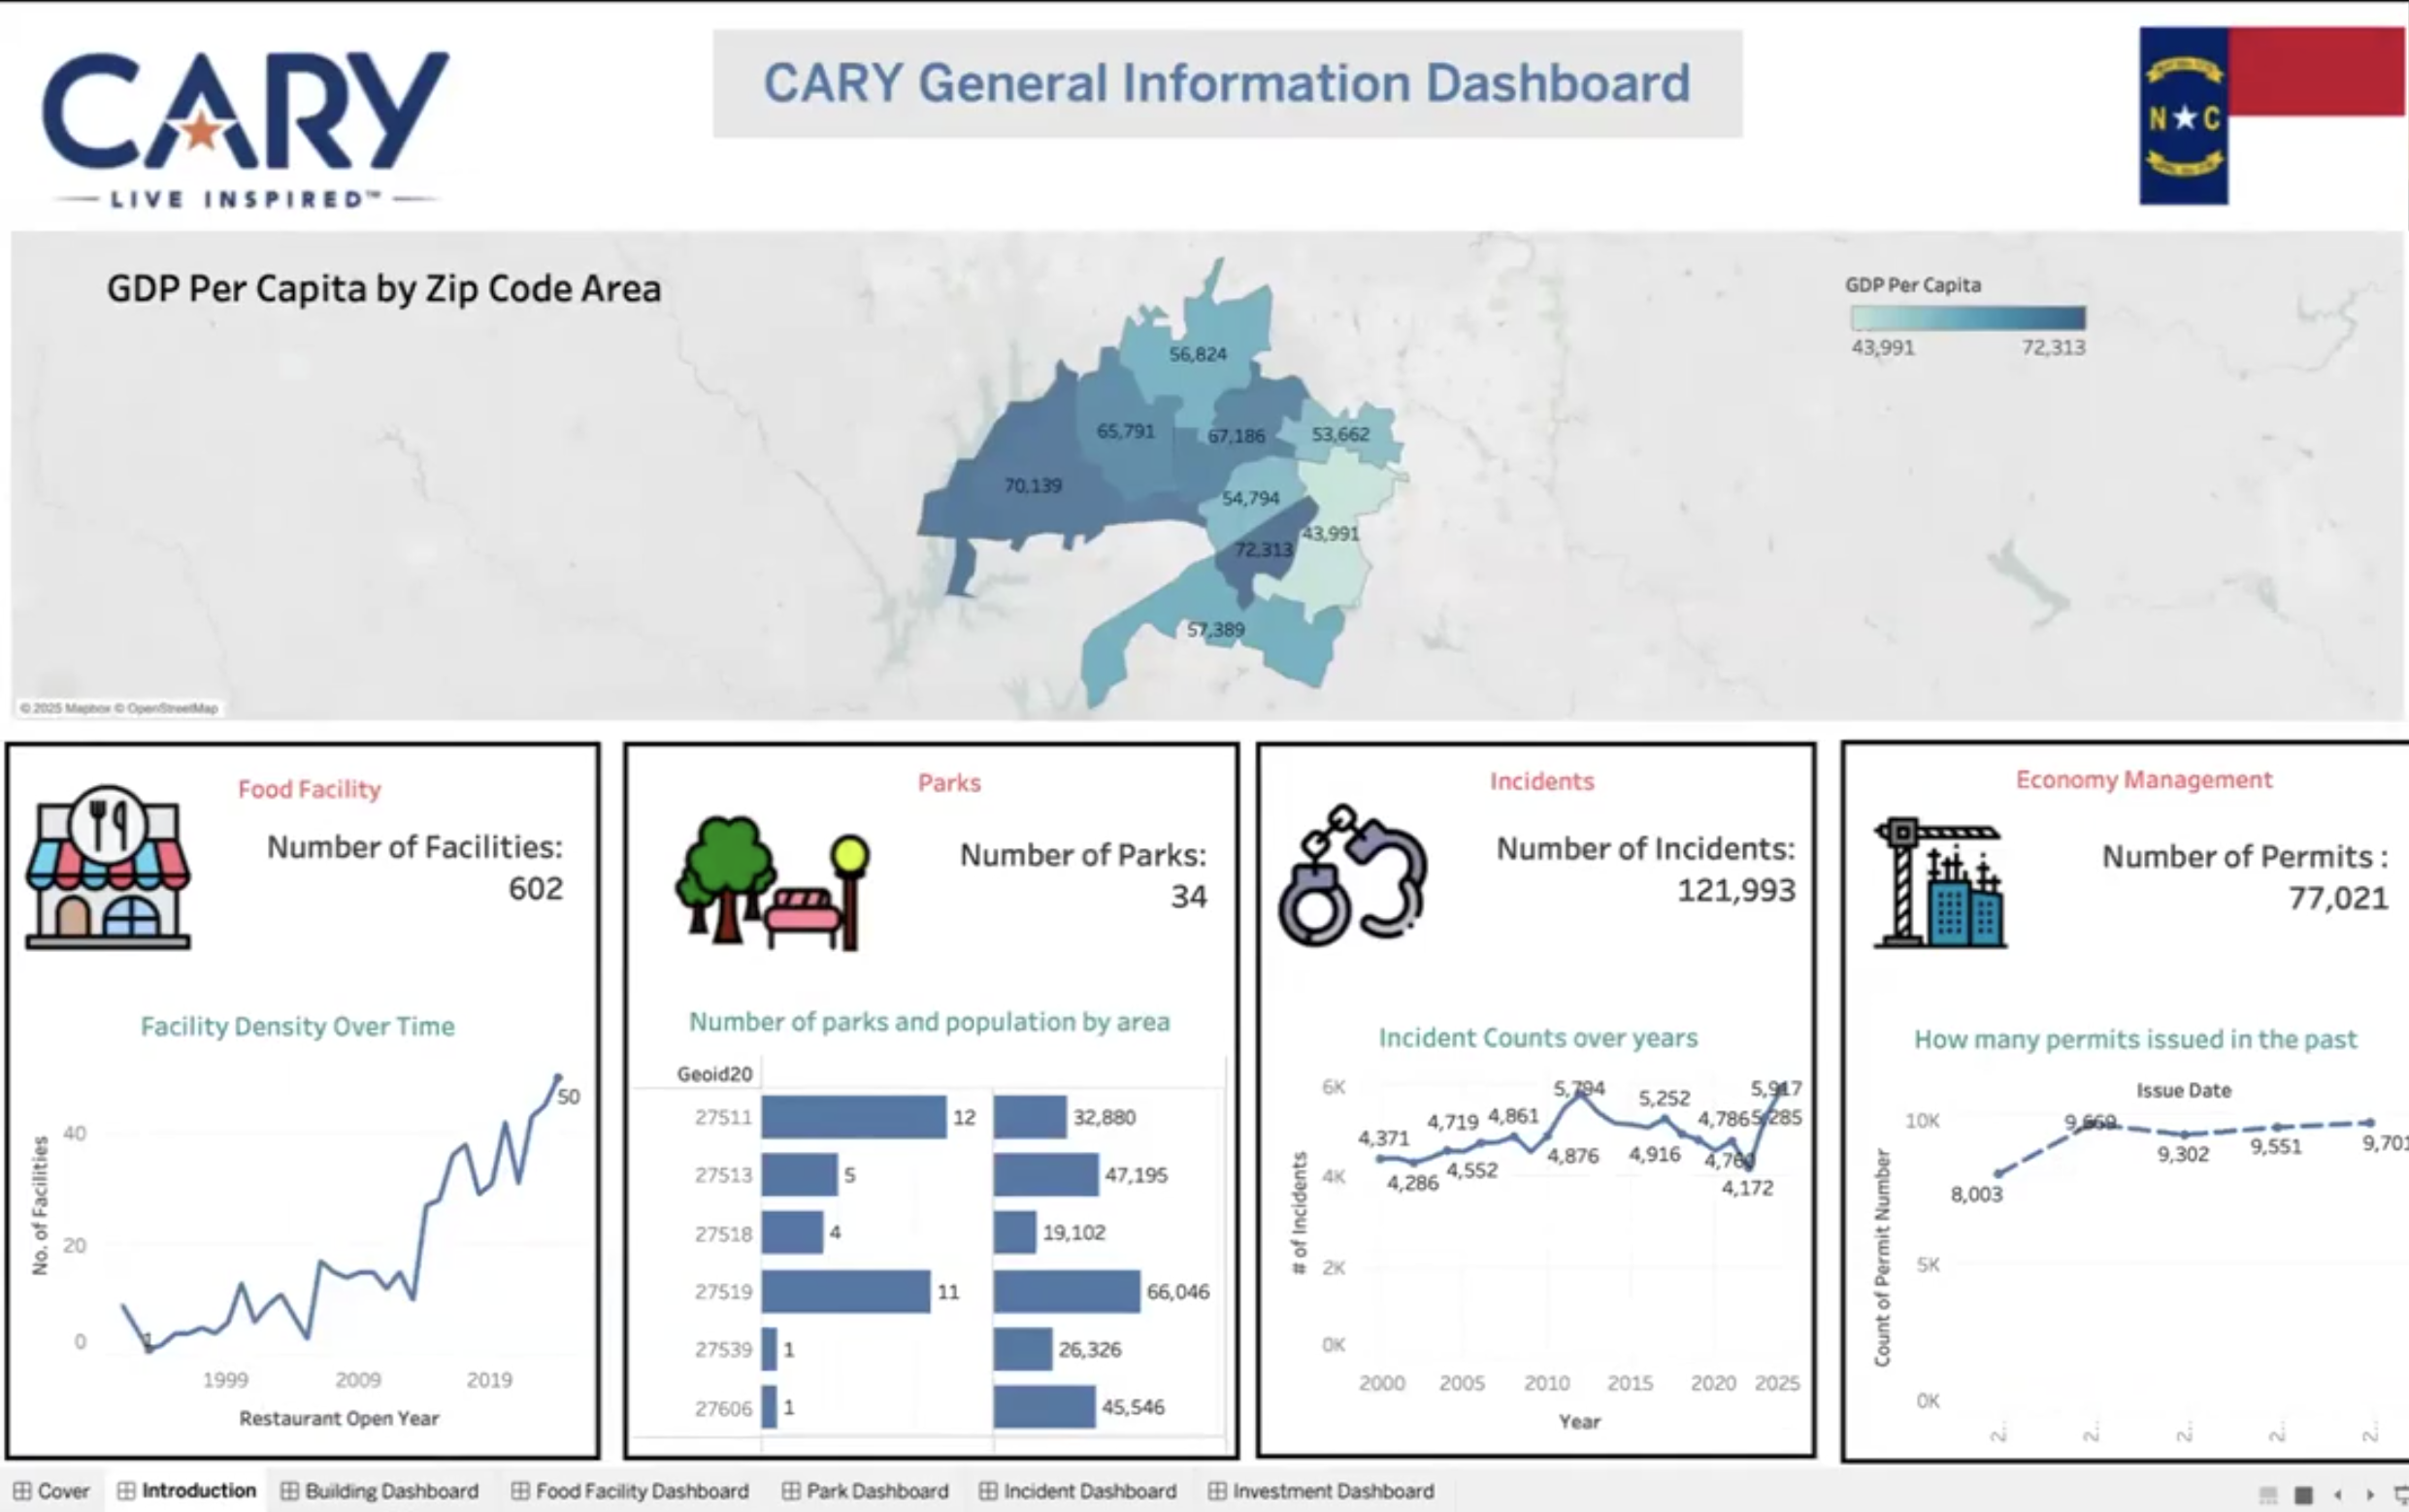 CARY
LIVE INSPIRED™
CARY General Information Dashboard
N ★ C
GDP Per Capita by Zip Code Area
GDP Per Capita
43,991 72,313
56,824
65,791
67,186
53,662
70,139
54,794
43,991
72,313
57,389
© 2025 Mapbox © OpenStreetMap
Food Facility
Number of Facilities:
602
Facility Density Over Time
No. of Facilities
40
20
0
1
50
1999 2009 2019
Restaurant Open Year
Parks
Number of Parks:
34
Number of parks and population by area
Geoid20
27511 12 32,880
27513 5 47,195
27518 4 19,102
27519 11 66,046
27539 1 26,326
27606 1 45,546
Incidents
Number of Incidents:
121,993
Incident Counts over years
# of Incidents
6K
4K
2K
0K
4,371
4,286
4,719
4,552
4,861
4,876
5,794
4,916
5,252
4,786
4,172
5,285
5,917
2000 2005 2010 2015 2020 2025
Year
Economy Management
Number of Permits :
77,021
How many permits issued in the past
Issue Date
Count of Permit Number
10K
5K
0K
8,003
9,669
9,302
9,551
9,701
2.. 2.. 2.. 2.. 2..
Cover Introduction Building Dashboard Food Facility Dashboard Park Dashboard Incident Dashboard Investment Dashboard